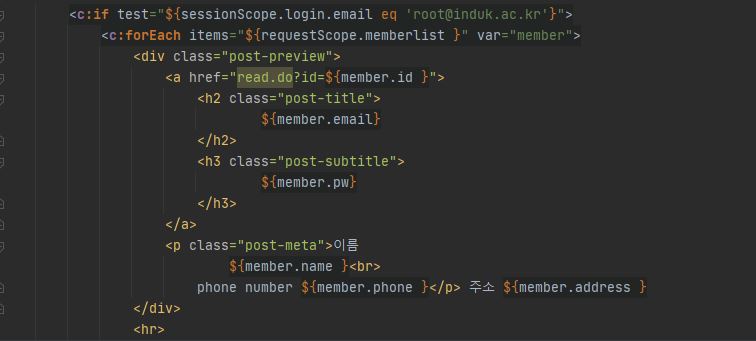 <c:if test="${sessionScope.login.email eq 'root@induk.ac.kr'}">
<c:forEach items="${requestScope.memberlist }" var="member">
<div class="post-preview">
<a href="read.do?id=${member.id }">
<h2 class="post-title">
${member.email}
</h2>
<h3 class="post-subtitle">
${member.pw}
</h3>
</a>
<p class="post-meta">이름
${member.name }<br>
phone number ${member.phone }</p> 주소 ${member.address }
</div>
<hr>